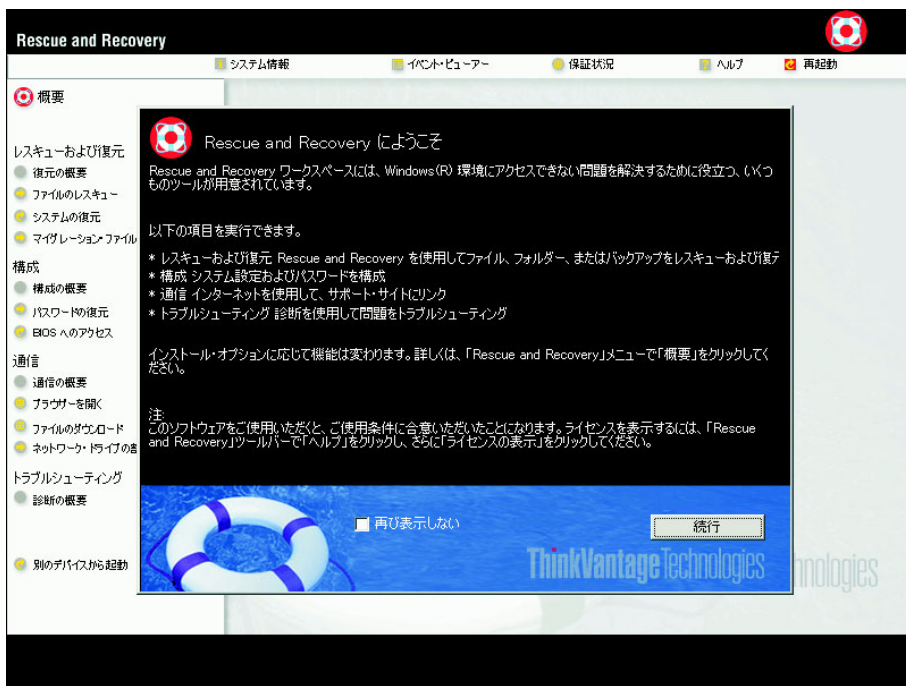 Rescue and Recovery
システム情報
イベント・ビューアー
保証状況
ヘルプ
再起動
概要
レスキューおよび復元
復元の概要
ファイルのレスキュー
システムの復元
マイグレーション・ファイル
構成
構成の概要
パスワードの復元
BIOS へのアクセス
通信
通信の概要
ブラウザーを開く
ファイルのダウンロード
ネットワーク・ドライブの
トラブルシューティング
診断の概要
別のデバイスから起動
Rescue and Recovery にようこそ
Rescue and Recovery ワークスペースには、Windows(R) 環境にアクセスできない問題を解決するために役立つ、いく
ものツールが用意されています。
以下の項目を実行できます。
* レスキューおよび復元 Rescue and Recovery を使用してファイル、フォルダー、またはバックアップをレスキューおよび復
* 構成 システム設定およびパスワードを構成
* 通信 インターネットを使用して、サポート・サイトにリンク
* トラブルシューティング 診断を使用して問題をトラブルシューティング
インストール・オプションに応じて機能は変わります。詳しくは、「Rescue and Recovery」メニューで「概要」をクリックしてく
ださい。
注:
このソフトウェアをご使用いただくと、ご使用条件に合意いただいたことになります。ライセンスを表示するには、「Rescue
and Recovery」ツールバーで「ヘルプ」をクリックし、さらに「ライセンスの表示」をクリックしてください。
再び表示しない
続行
ThinkVantage Technologies
hnologies